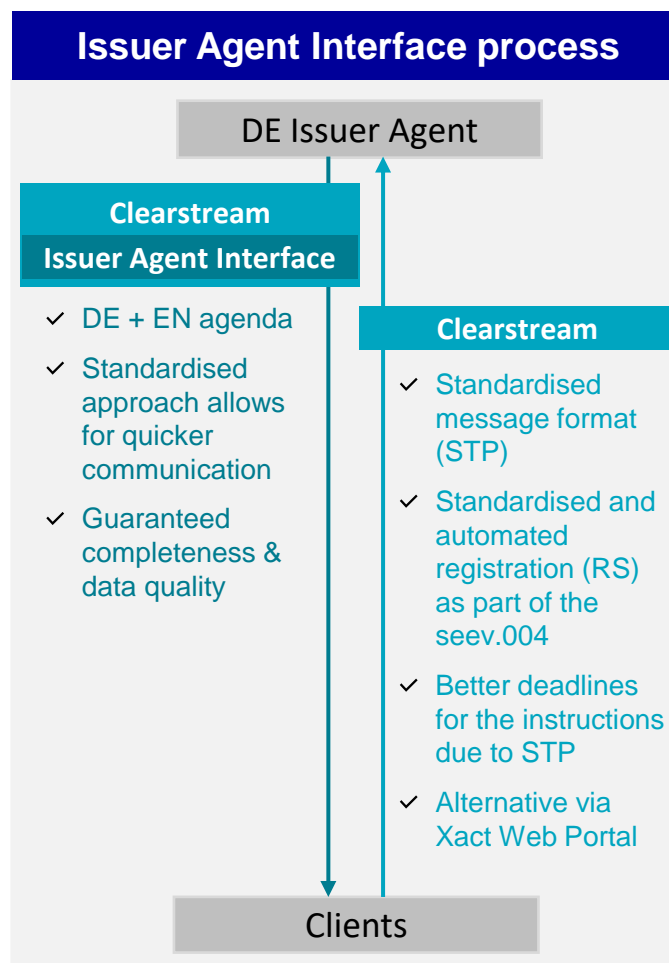 Issuer Agent Interface process
DE Issuer Agent
Clearstream
Issuer Agent Interface
DE + EN agenda
Standardised
approach allows
for quicker
communication
Guaranteed
completeness &
data quality
Clearstream
Standardised
message format
(STP)
Standardised and
automated
registration (RS)
as part of the
seev.004
Better deadlines
for the instructions
due to STP
Alternative via
Xact Web Portal
Clients